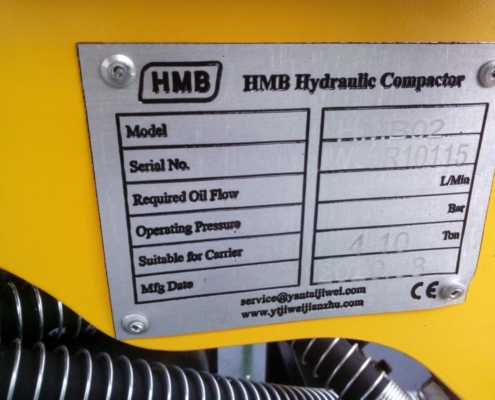 HMB HMB Hydraulic Compactor
Model HMB02
Serial No.
Required Oil Flow L/Min
Operating Pressure Bar
Suitable for Carrier 4-10 Ton
Mfg Date
service@yantaijiwei.com
www.ytjiweijianzhu.com
CE